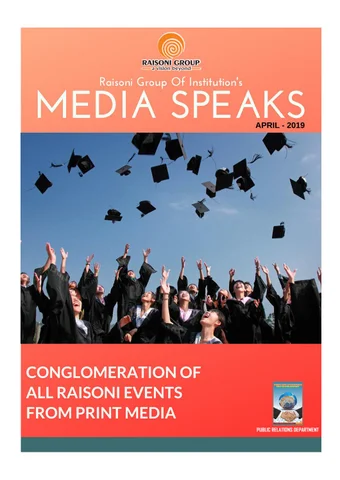 RAISONI GROUP
a vision beyond
Raisoni Group Of Institution's
MEDIA SPEAKS
APRIL - 2019
CONGLOMERATION OF
ALL RAISONI EVENTS
FROM PRINT MEDIA
PUBLIC RELATIONS DEPARTMENT